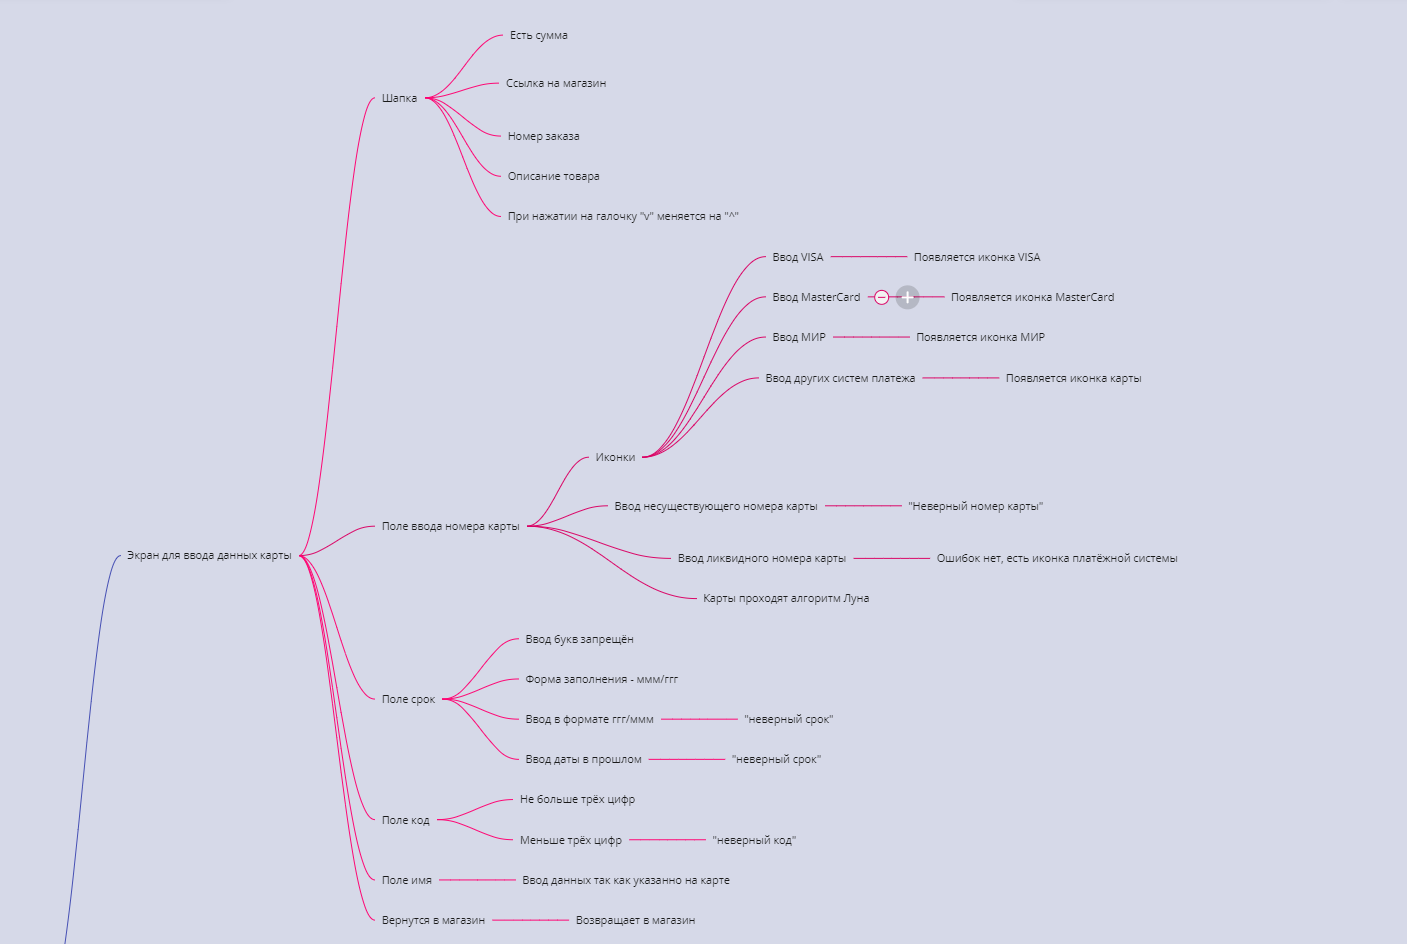 Есть сумма
Ссылка на магазин
Шапка
Номер заказа
Описание товара
При нажатии на галочку "v" меняется на "^"
Ввод VISA
Появляется иконка VISA
Ввод MasterCard
Появляется иконка MasterCard
Ввод МИР
Появляется иконка МИР
Ввод других систем платежа
Появляется иконка карты
Иконки
Ввод несуществующего номера карты
"Неверный номер карты"
Поле ввода номера карты
Экран для ввода данных карты
Ввод ликвидного номера карты
Ошибок нет, есть иконка платёжной системы
Карты проходят алгоритм Луна
Ввод букв запрещён
Форма заполнения - ммм/ггг
Поле срок
Ввод в формате ггг/ммм
"неверный срок"
Ввод даты в прошлом
"неверный срок"
Не больше трёх цифр
Поле код
Меньше трёх цифр
"неверный код"
Поле имя
Ввод данных так как указанно на карте
Вернутся в магазин
Возвращает в магазин